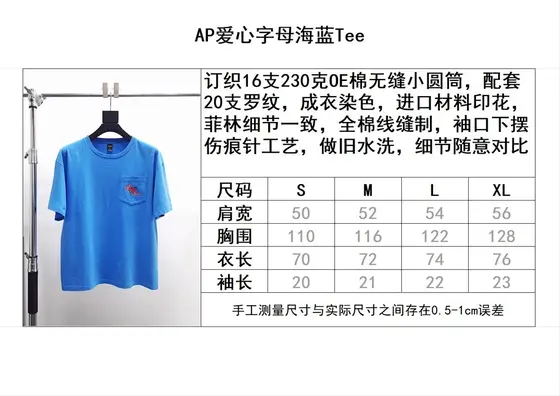 AP爱心字母海蓝Tee
订织16支230克OE棉无缝小圆筒，配套
20支罗纹，成衣染色，进口材料印花，
菲林细节一致，全棉线缝制，袖口下摆
伤痕针工艺，做旧水洗，细节随意对比
尺码 S M L XL
肩宽 50 52 54 56
胸围 110 116 122 128
衣长 70 72 74 76
袖长 20 21 22 23
手工测量尺寸与实际尺寸之间存在0.5-1cm误差